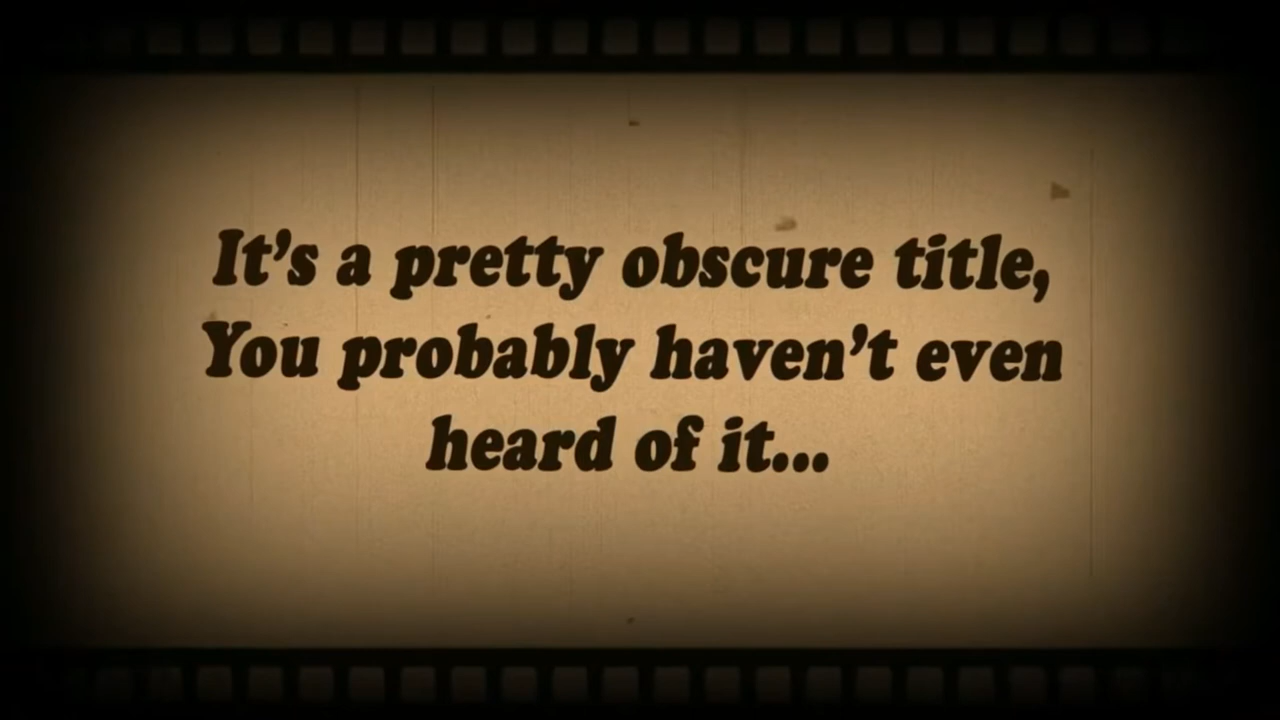 It's a pretty obscure title,
You probably haven't even
heard of it...